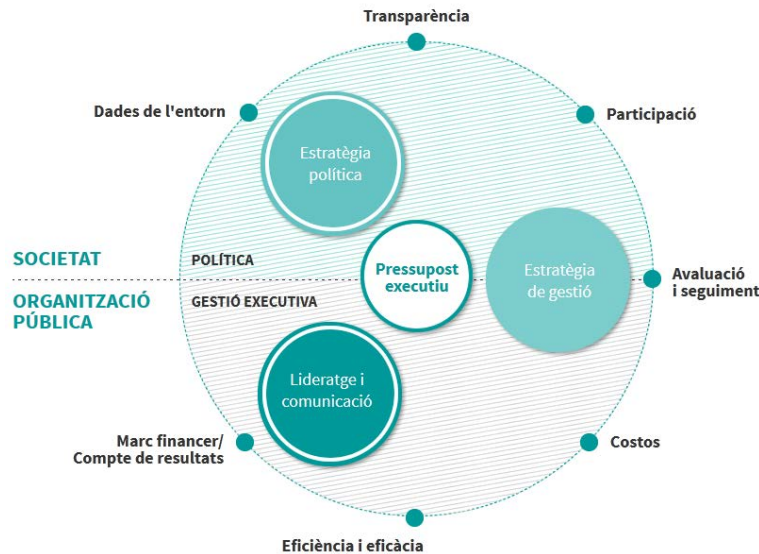 Transparència
Dades de l'entorn
Participació
Estratègia
política
SOCIETAT
POLÍTICA
Pressupost
executiu
Estratègia
de gestió
Avaluació
i seguiment
ORGANITZACIÓ
PÚBLICA
GESTIÓ EXECUTIVA
Lideratge i
comunicació
Marc financer/
Compte de resultats
Costos
Eficiència i eficàcia